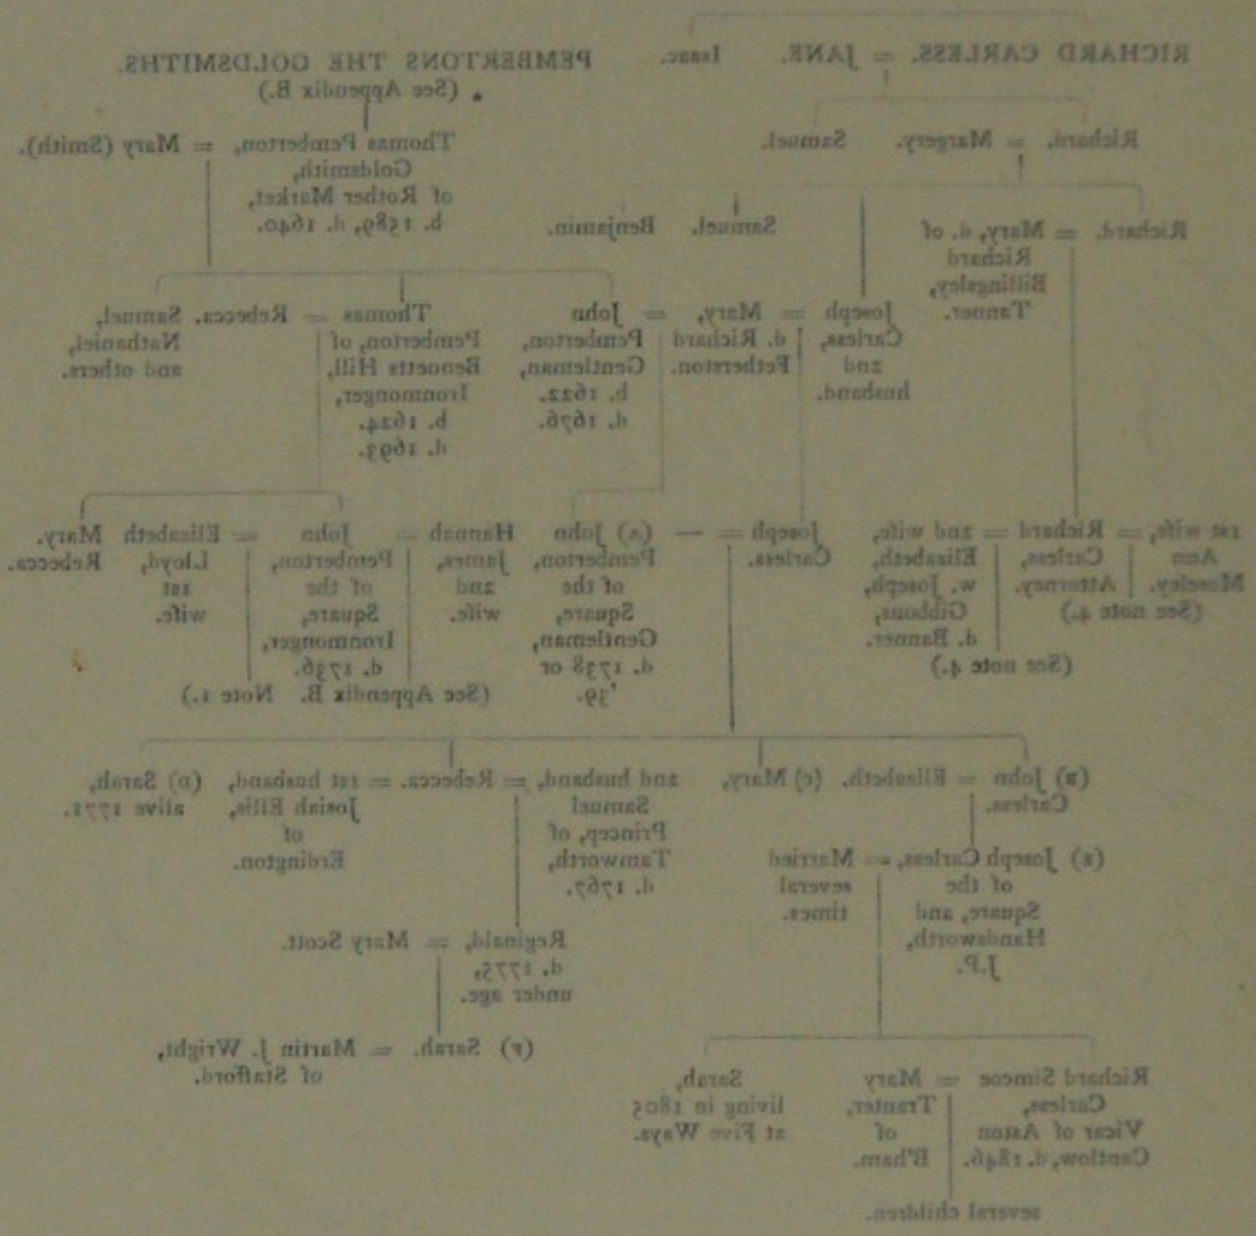 RICHARD CARLESS. = JANE.
Isaac.
PEMBERTONS THE GOLDSMITHS.
(See Appendix B.)
Richard. = Margery.
Samuel.
Thomas Pemberton,
Goldsmith,
of Rother Market,
b. 1589, d. 1640.
= Mary (Smith).
Richard. = Mary, d. of
Richard
Billingsley,
Tanner.
Samuel.
Benjamin.
Joseph
Carless,
2nd
husband.
= Mary,
d. Richard
Fetherston.
= John
Pemberton,
Gentleman,
b. 1622.
d. 1676.
Thomas
Pemberton, of
Bennetts Hill,
Ironmonger,
b. 1624.
d. 1693.
= Rebecca.
Samuel,
Nathaniel,
and others.
1st wife,
Ann
Moseley.
= Richard
Carless,
Attorney.
(See note 4.)
= 2nd wife,
Elizabeth,
w. Joseph
Gibbons,
d. Banner.
(See note 4.)
Joseph
Carless.
= —
(A) John
Pemberton,
of the
Square,
Gentleman,
d. 1738 or
'39.
Hannah
James,
2nd
wife.
= John
Pemberton,
of the
Square,
Ironmonger,
d. 1736.
(See Appendix B. Note 1.)
= Elizabeth
Lloyd,
1st
wife.
Mary.
Rebecca.
(B) John
Carless.
= Elizabeth.
(C) Mary,
2nd husband,
Samuel
Princep, of
Tamworth,
d. 1767.
= Rebecca.
= 1st husband,
Josiah Ellis,
of
Erdington.
(D) Sarah,
alive 1771.
(E) Joseph Carless,
of the
Square, and
Handsworth,
J.P.
= Married
several
times.
Reginald,
d. 1775,
under age.
= Mary Scott.
(F) Sarah. = Martin J. Wright,
of Stafford.
Richard Simcoe
Carless,
Vicar of Aston
Cantlow, d. 1846.
= Mary
Tranter,
of
B'ham.
Sarah,
living in 1805
at Five Ways.
several children.